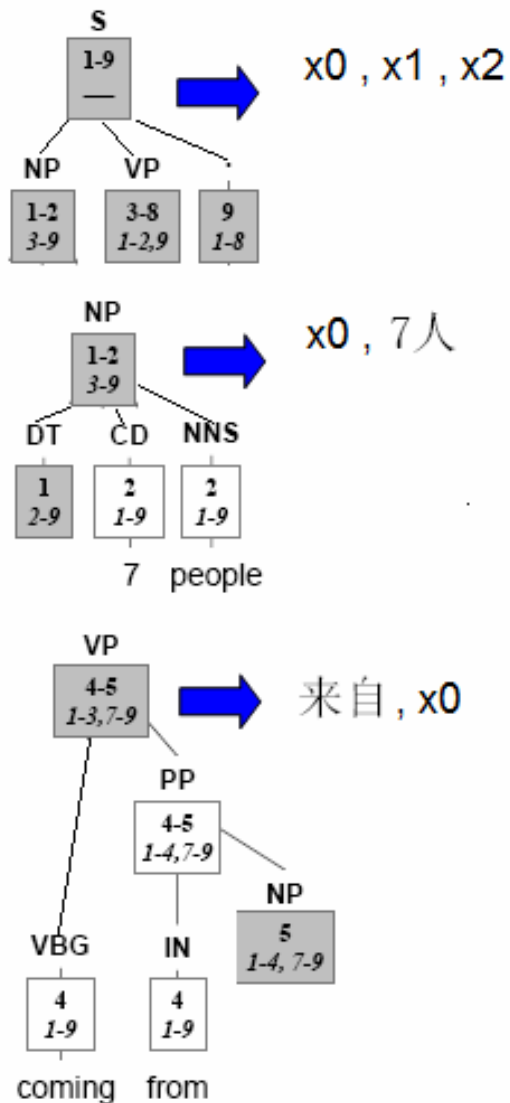 S
1-9
—
x0 , x1 , x2
NP VP .
1-2 3-8 9
3-9 1-2,9 1-8
NP
1-2
3-9
x0 , 7人
DT CD NNS
1 2 2
2-9 1-9 1-9
7 people
VP
4-5
1-3,7-9
来自 , x0
PP
4-5
1-4,7-9
NP
5
1-4, 7-9
VBG IN
4 4
1-9 1-9
coming from